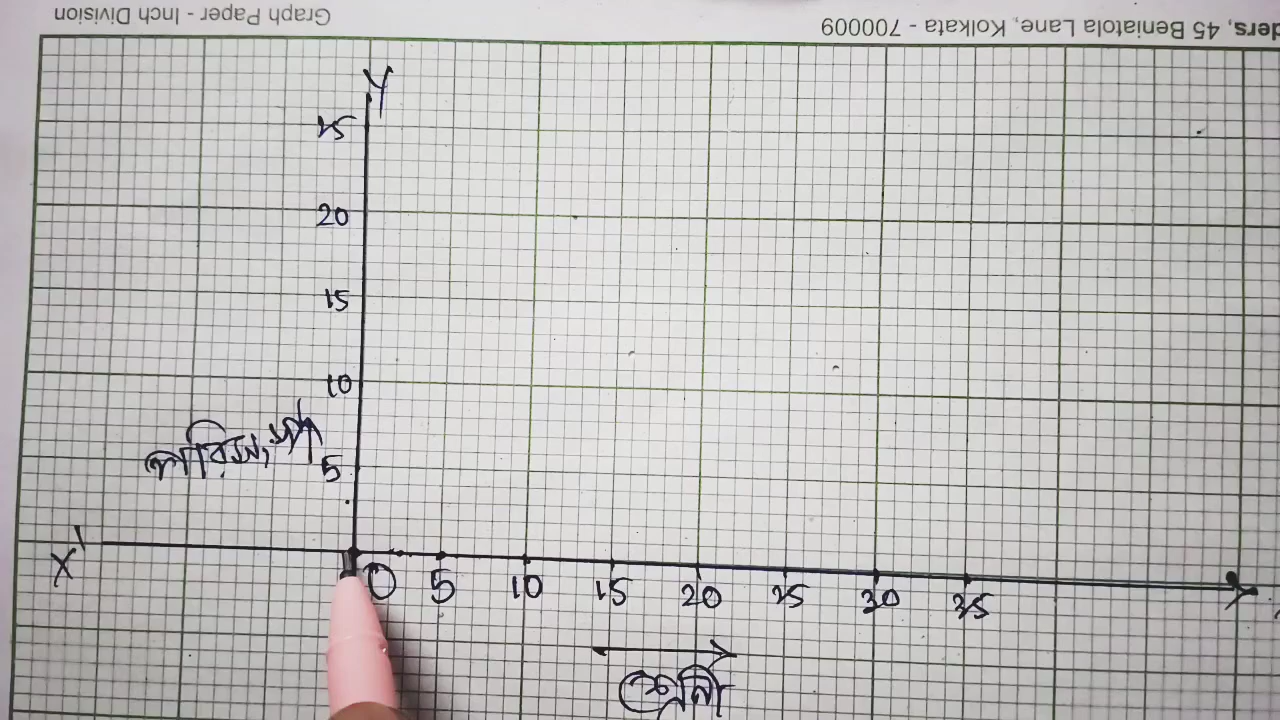 Graph Paper - Inch Division
ders, 45 Beniatola Lane, Kolkata - 700009
Y
25
20
15
10
5
X'
0 5 10 15 20 25 30 35
শ্রেণি